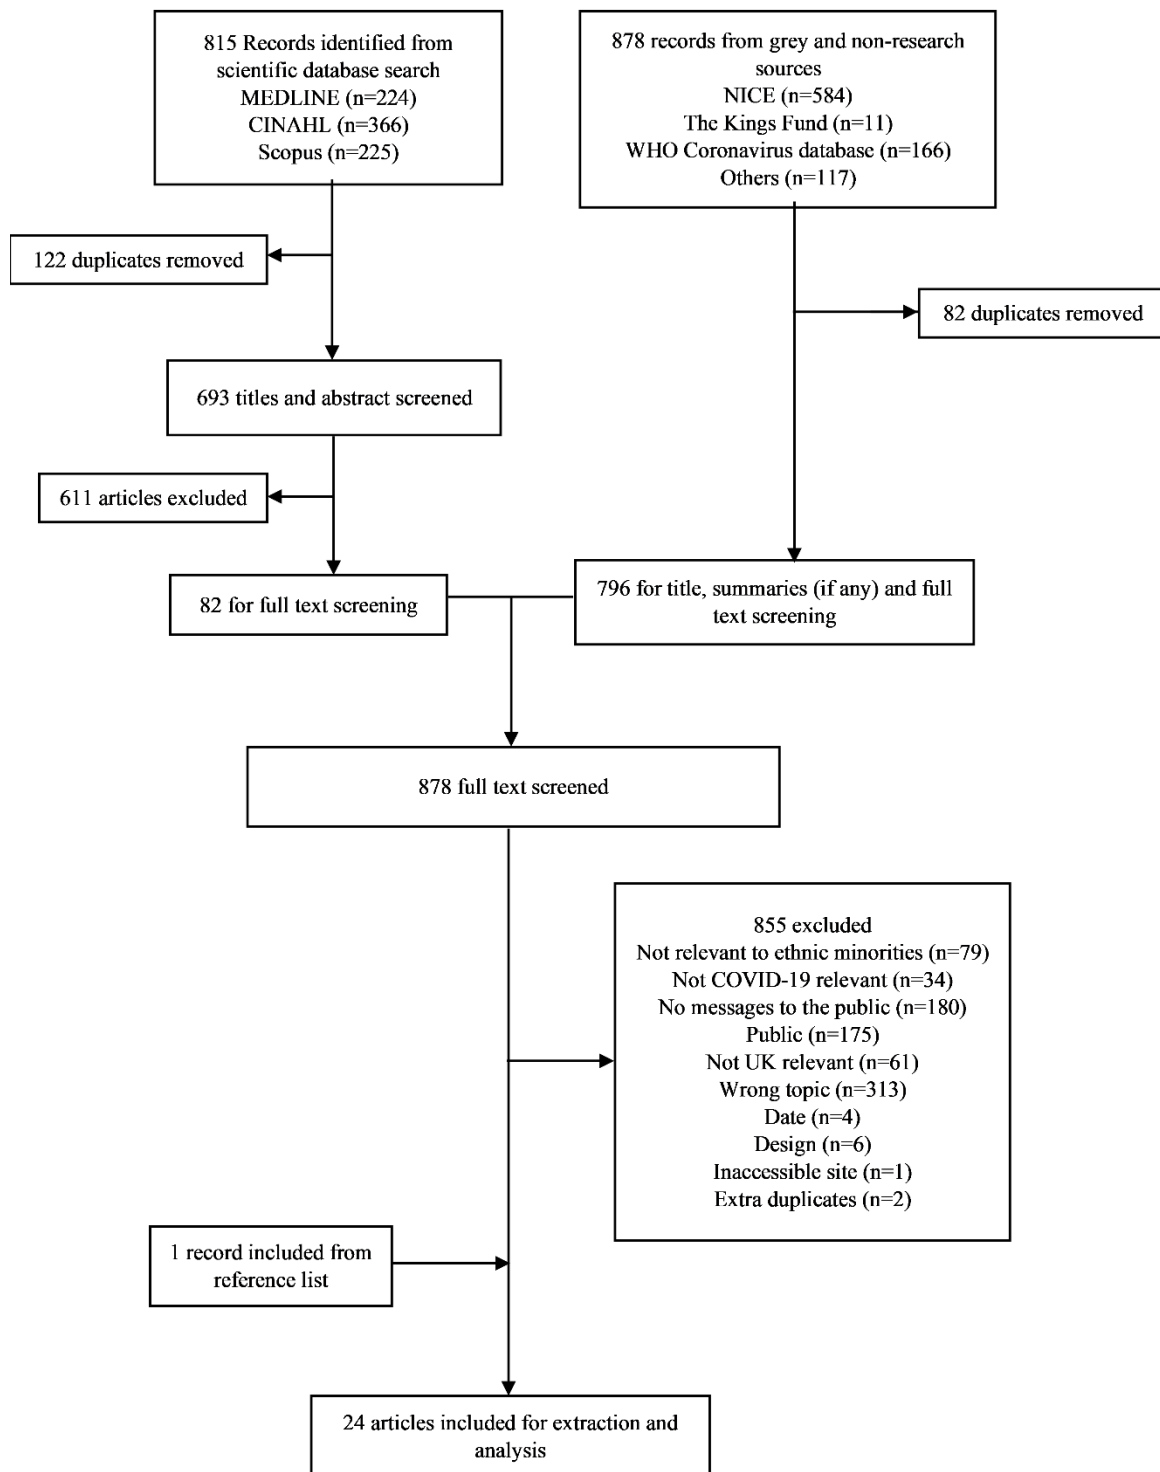 815 Records identified from
scientific database search
MEDLINE (n=224)
CINAHL (n=366)
Scopus (n=225)
878 records from grey and non-research
sources
NICE (n=584)
The Kings Fund (n=11)
WHO Coronavirus database (n=166)
Others (n=117)
122 duplicates removed
82 duplicates removed
693 titles and abstract screened
611 articles excluded
82 for full text screening
796 for title, summaries (if any) and full
text screening
878 full text screened
855 excluded
Not relevant to ethnic minorities (n=79)
Not COVID-19 relevant (n=34)
No messages to the public (n=180)
Public (n=175)
Not UK relevant (n=61)
Wrong topic (n=313)
Date (n=4)
Design (n=6)
Inaccessible site (n=1)
Extra duplicates (n=2)
1 record included from
reference list
24 articles included for extraction and
analysis